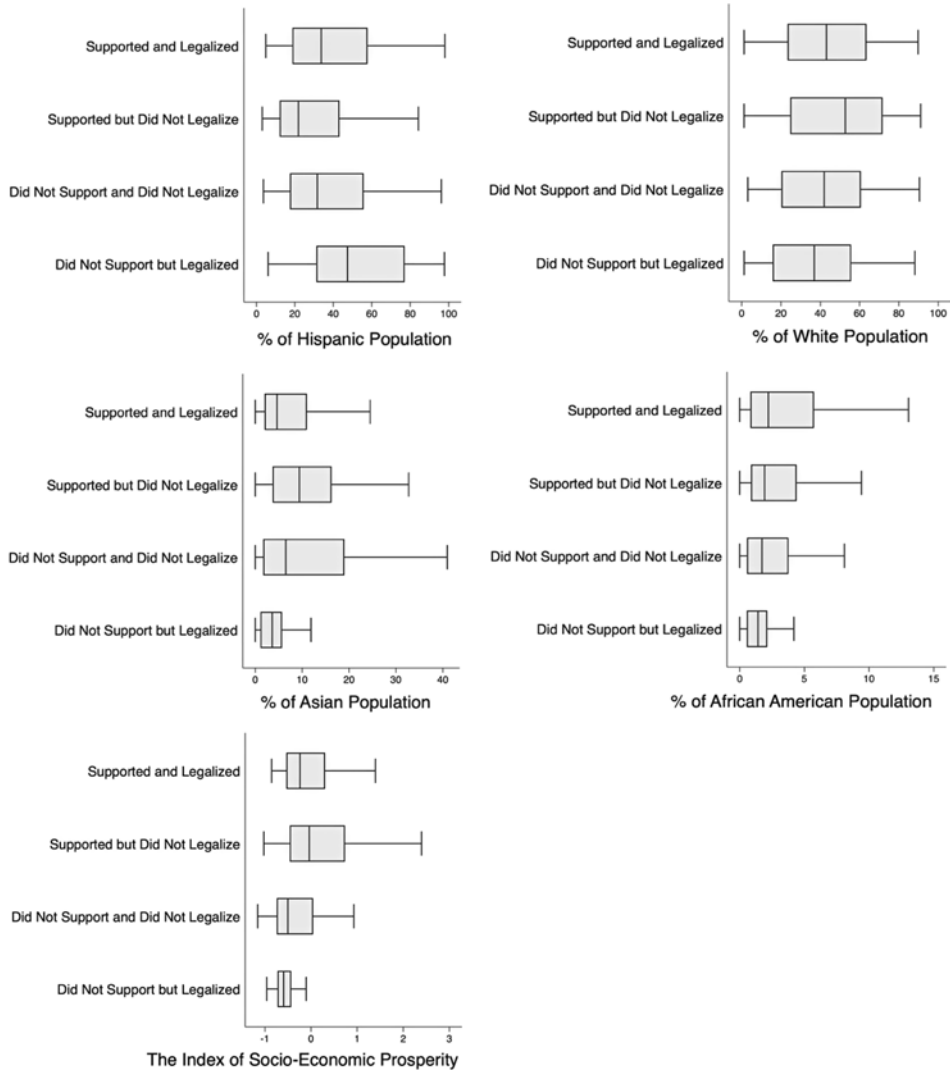 Supported and Legalized
Supported but Did Not Legalize
Did Not Support and Did Not Legalize
Did Not Support but Legalized
0 20 40 60 80 100
% of Hispanic Population
Supported and Legalized
Supported but Did Not Legalize
Did Not Support and Did Not Legalize
Did Not Support but Legalized
0 20 40 60 80 100
% of White Population
Supported and Legalized
Supported but Did Not Legalize
Did Not Support and Did Not Legalize
Did Not Support but Legalized
0 10 20 30 40
% of Asian Population
Supported and Legalized
Supported but Did Not Legalize
Did Not Support and Did Not Legalize
Did Not Support but Legalized
0 5 10 15
% of African American Population
Supported and Legalized
Supported but Did Not Legalize
Did Not Support and Did Not Legalize
Did Not Support but Legalized
-1 0 1 2 3
The Index of Socio-Economic Prosperity